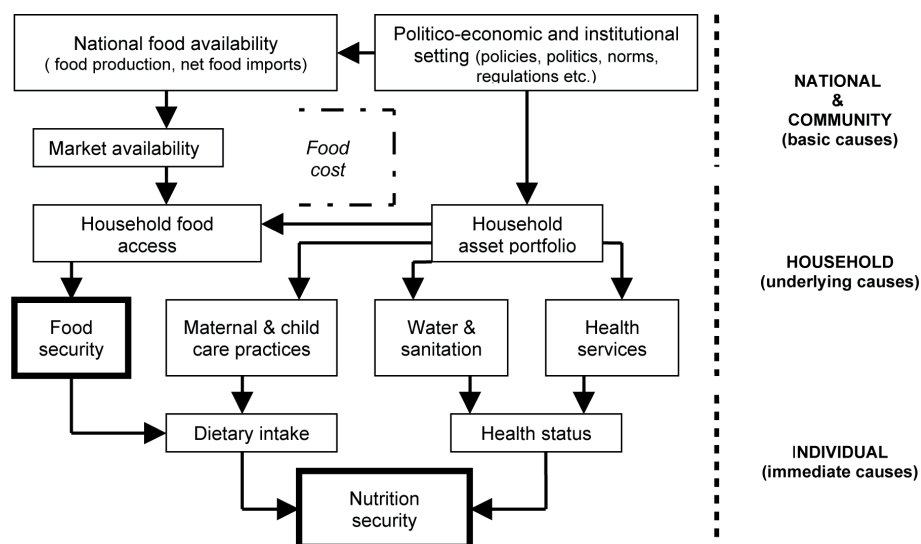 National food availability
( food production, net food imports)
Politico-economic and institutional
setting (policies, politics, norms,
regulations etc.)
NATIONAL
&
COMMUNITY
(basic causes)
Market availability
Food
cost
Household food
access
Household
asset portfolio
HOUSEHOLD
(underlying causes)
Food
security
Maternal & child
care practices
Water &
sanitation
Health
services
Dietary intake
Health status
INDIVIDUAL
(immediate causes)
Nutrition
security